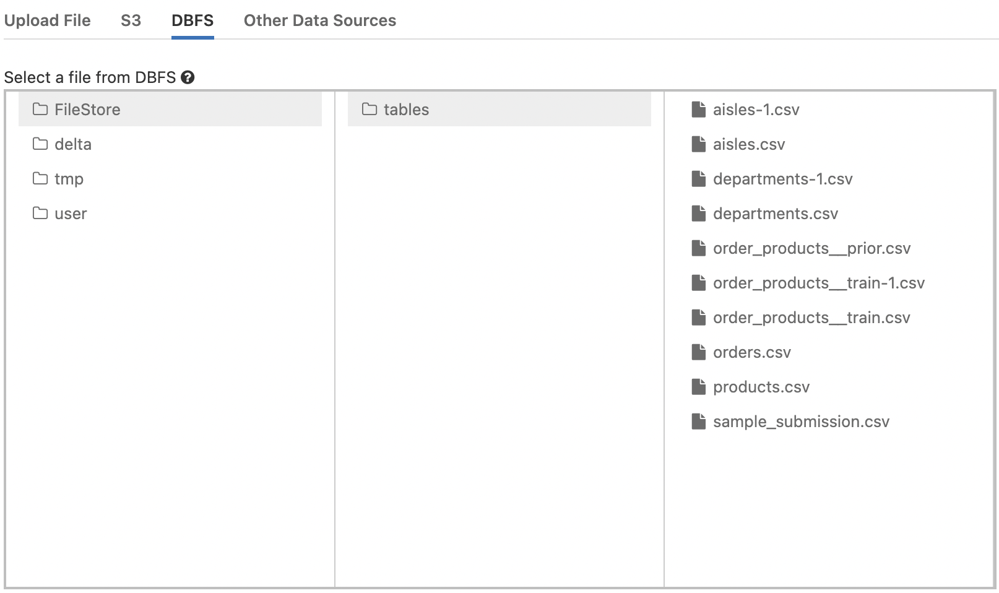 Upload File S3 DBFS Other Data Sources
Select a file from DBFS ?
FileStore
delta
tmp
user
tables
aisles-1.csv
aisles.csv
departments-1.csv
departments.csv
order_products__prior.csv
order_products__train-1.csv
order_products__train.csv
orders.csv
products.csv
sample_submission.csv